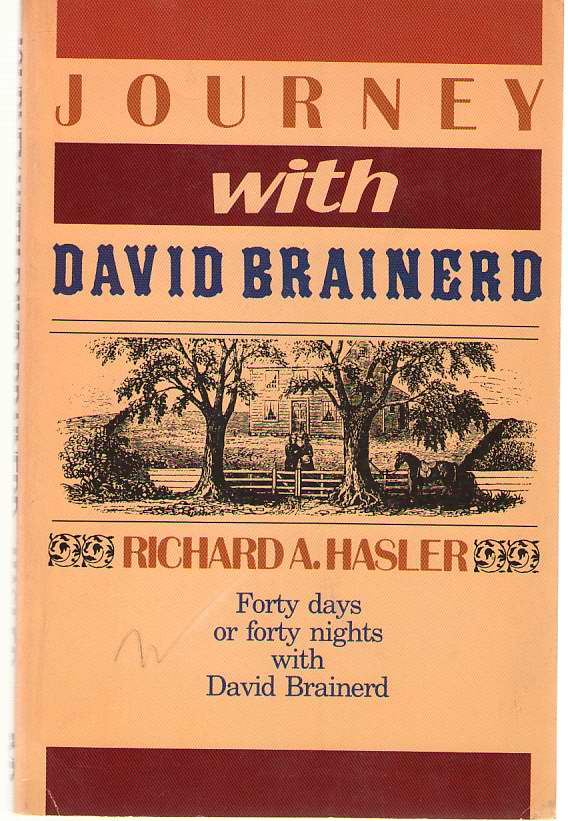 JOURNEY
with
DAVID BRAINERD
RICHARD A. HASLER
Forty days
or forty nights
with
David Brainerd